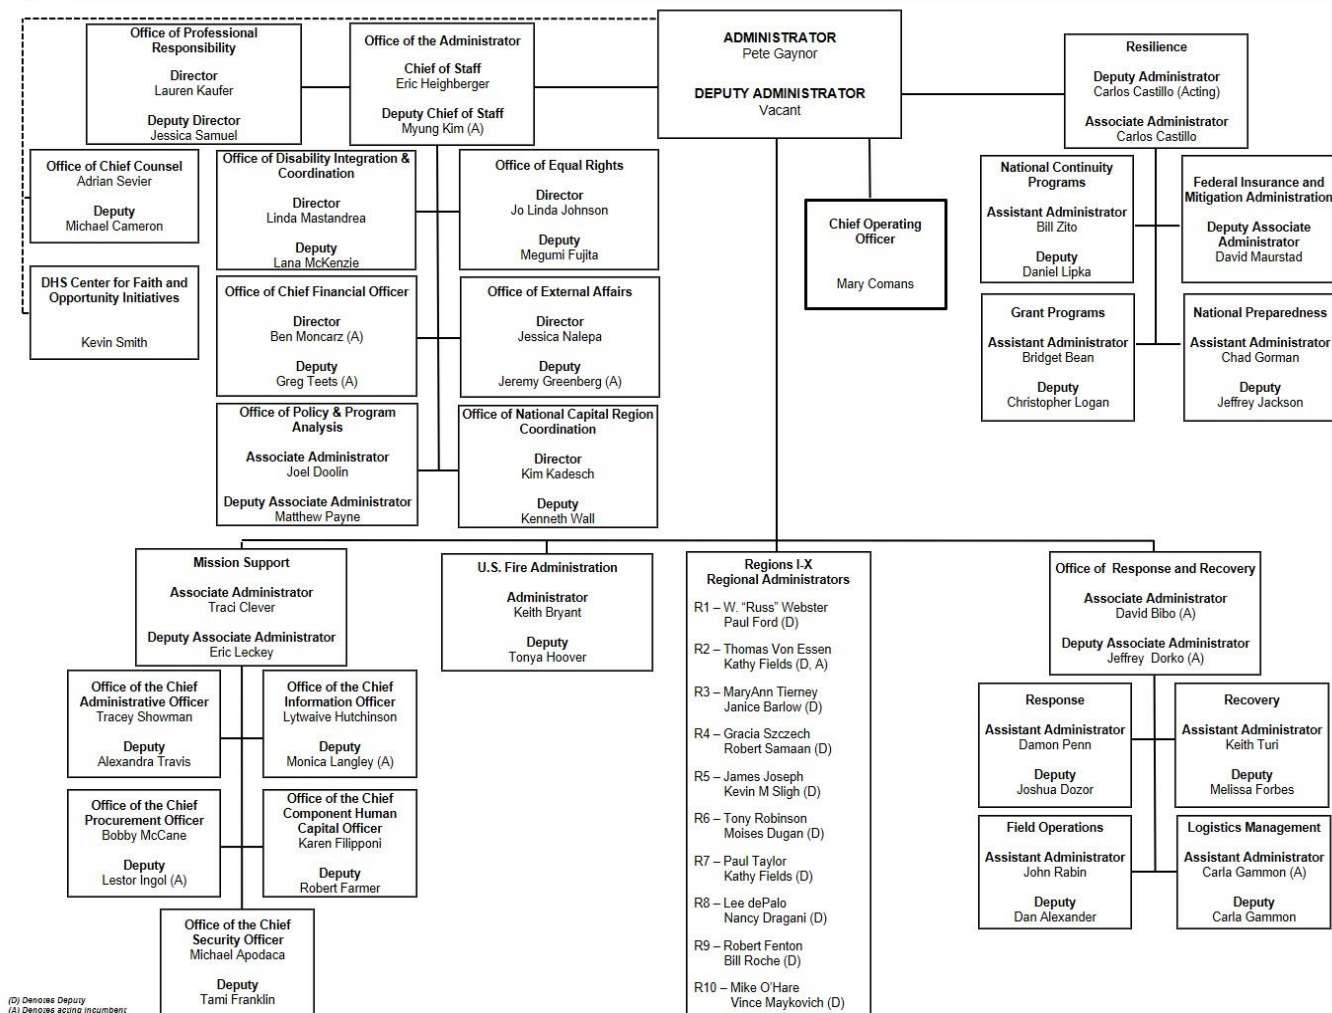 Office of Professional
Responsibility
Director
Lauren Kaufer
Deputy Director
Jessica Samuel
Office of the Administrator
Chief of Staff
Eric Heighberger
Deputy Chief of Staff
Myung Kim (A)
ADMINISTRATOR
Pete Gaynor
DEPUTY ADMINISTRATOR
Vacant
Resilience
Deputy Administrator
Carlos Castillo (Acting)
Associate Administrator
Carlos Castillo
Office of Chief Counsel
Adrian Sevier
Deputy
Michael Cameron
DHS Center for Faith and
Opportunity Initiatives
Kevin Smith
Office of Disability Integration &
Coordination
Director
Linda Mastandrea
Deputy
Lana McKenzie
Office of Equal Rights
Director
Jo Linda Johnson
Deputy
Megumi Fujita
Office of Chief Financial Officer
Director
Ben Moncarz (A)
Deputy
Greg Teets (A)
Office of External Affairs
Director
Jessica Nalepa
Deputy
Jeremy Greenberg (A)
Office of Policy & Program
Analysis
Associate Administrator
Joel Doolin
Deputy Associate Administrator
Matthew Payne
Office of National Capital Region
Coordination
Director
Kim Kadesch
Deputy
Kenneth Wall
Chief Operating
Officer
Mary Comans
National Continuity
Programs
Assistant Administrator
Bill Zito
Deputy
Daniel Lipka
Federal Insurance and
Mitigation Administration
Deputy Associate
Administrator
David Maurstad
Grant Programs
Assistant Administrator
Bridget Bean
Deputy
Christopher Logan
National Preparedness
Assistant Administrator
Chad Gorman
Deputy
Jeffrey Jackson
Mission Support
Associate Administrator
Traci Clever
Deputy Associate Administrator
Eric Leckey
U.S. Fire Administration
Administrator
Keith Bryant
Deputy
Tonya Hoover
Regions I-X
Regional Administrators
R1 – W. “Russ” Webster
Paul Ford (D)
R2 – Thomas Von Essen
Kathy Fields (D, A)
R3 – MaryAnn Tierney
Janice Barlow (D)
R4 – Gracia Szczech
Robert Samaan (D)
R5 – James Joseph
Kevin M Sligh (D)
R6 – Tony Robinson
Moises Dugan (D)
R7 – Paul Taylor
Kathy Fields (D)
R8 – Lee dePalo
Nancy Dragani (D)
R9 – Robert Fenton
Bill Roche (D)
R10 – Mike O’Hare
Vince Maykovich (D)
Office of Response and Recovery
Associate Administrator
David Bibo (A)
Deputy Associate Administrator
Jeffrey Dorko (A)
Office of the Chief
Administrative Officer
Tracey Showman
Deputy
Alexandra Travis
Office of the Chief
Information Officer
Lytwaive Hutchinson
Deputy
Monica Langley (A)
Office of the Chief
Procurement Officer
Bobby McCane
Deputy
Lestor Ingol (A)
Office of the Chief
Component Human
Capital Officer
Karen Filipponi
Deputy
Robert Farmer
Office of the Chief
Security Officer
Michael Apodaca
Deputy
Tami Franklin
Response
Assistant Administrator
Damon Penn
Deputy
Joshua Dozor
Recovery
Assistant Administrator
Keith Turi
Deputy
Melissa Forbes
Field Operations
Assistant Administrator
John Rabin
Deputy
Dan Alexander
Logistics Management
Assistant Administrator
Carla Gammon (A)
Deputy
Carla Gammon
(D) Denotes Deputy
(A) Denotes acting incumbent